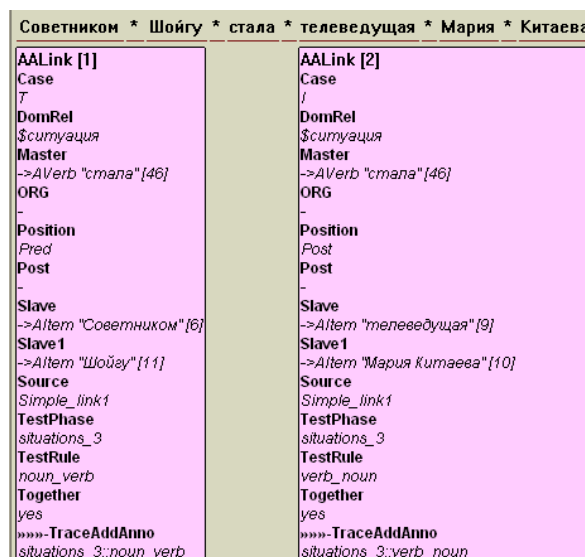 Советником * Шойгу * стала * телеведущая * Мария * Китаева
AALink [1]
Case
T
DomRel
$ситуация
Master
->AVerb "стала"[46]
ORG
-
Position
Pred
Post
-
Slave
->AItem "Советником"[6]
Slave1
->AItem "Шойгу"[11]
Source
Simple_link1
TestPhase
situations_3
TestRule
noun_verb
Together
yes
»»»-TraceAddAnno
situations_3::noun_verb
AALink [2]
Case
I
DomRel
$ситуация
Master
->AVerb "стала"[46]
ORG
-
Position
Post
Post
-
Slave
->AItem "телеведущая"[9]
Slave1
->AItem "Мария Китаева"[10]
Source
Simple_link1
TestPhase
situations_3
TestRule
verb_noun
Together
yes
»»»-TraceAddAnno
situations_3::verb_noun